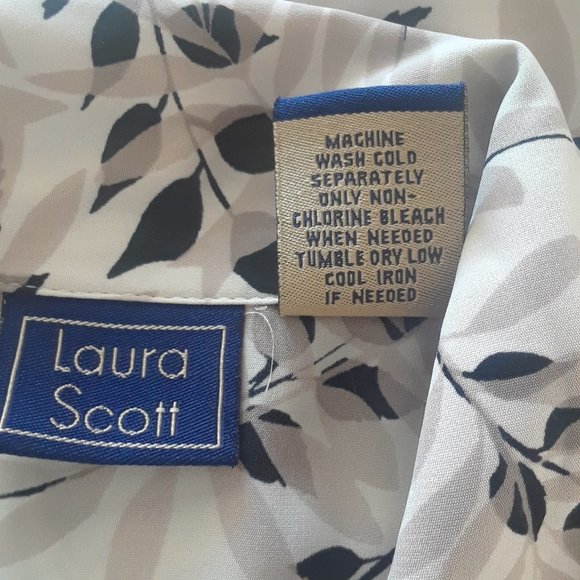 MACHINE
WASH COLD
SEPARATELY
ONLY NON-
CHLORINE BLEACH
WHEN NEEDED
TUMBLE DRY LOW
COOL IRON
IF NEEDED
Laura
Scott